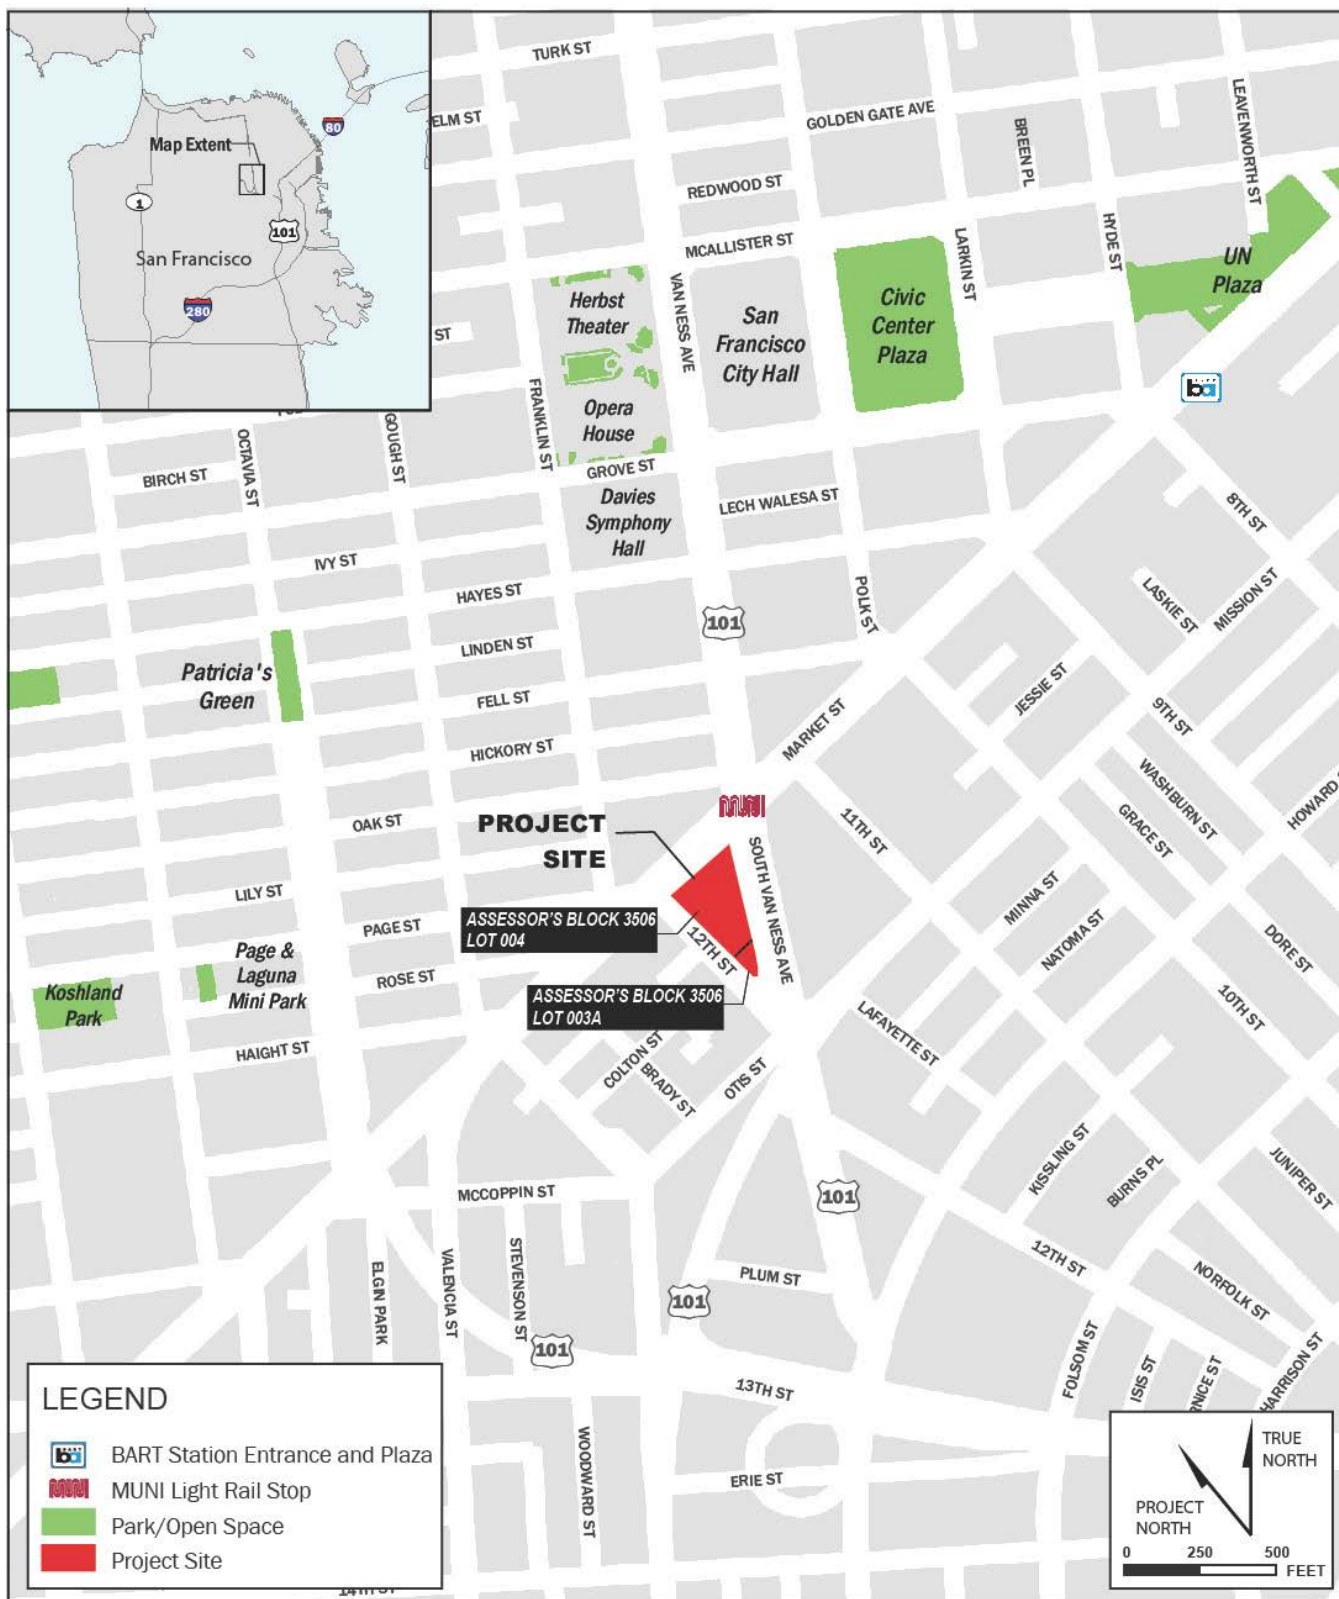 80
Map Extent
1
101
San Francisco
280
TURK ST
ELM ST
GOLDEN GATE AVE
BREEN PL
LEAVENWORTH ST
REDWOOD ST
MCALLISTER ST
LARKIN ST
HYDE ST
UN
Plaza
VAN NESS AVE
Herbst
Theater
San
Francisco
City Hall
Civic
Center
Plaza
ST
ba
FRANKLIN ST
Opera
House
OCTAVIA ST
GOUGH ST
BIRCH ST
GROVE ST
Davies
Symphony
Hall
LECH WALESA ST
8TH ST
IVY ST
HAYES ST
POLK ST
LASKIE ST
MISSION ST
101
LINDEN ST
Patricia's
Green
FELL ST
JESSIE ST
9TH ST
MARKET ST
HICKORY ST
WASHBURN ST
HOWARD
OAK ST
PROJECT
SITE
11TH ST
GRACE ST
SOUTH VAN NESS AVE
LILY ST
MINNA ST
PAGE ST
ASSESSOR'S BLOCK 3506
LOT 004
12TH ST
NATOMA ST
DORE ST
Page &
Laguna
Mini Park
ROSE ST
Koshland
Park
ASSESSOR'S BLOCK 3506
LOT 003A
10TH ST
LAFAYETTE ST
HAIGHT ST
COLTON ST
BRADY ST
OTIS ST
KISSLING ST
BURNS PL
JUNIPER ST
MCCOPPIN ST
101
12TH ST
ELGIN PARK
VALENCIA ST
STEVENSON ST
PLUM ST
NORFOLK ST
101
101
FOLSOM ST
ISIS ST
RNICE ST
HARRISON ST
13TH ST
WOODWARD ST
ERIE ST
14TH ST
LEGEND
ba
BART Station Entrance and Plaza
MUNI Light Rail Stop
Park/Open Space
Project Site
TRUE
NORTH
PROJECT
NORTH
0 250 500
FEET